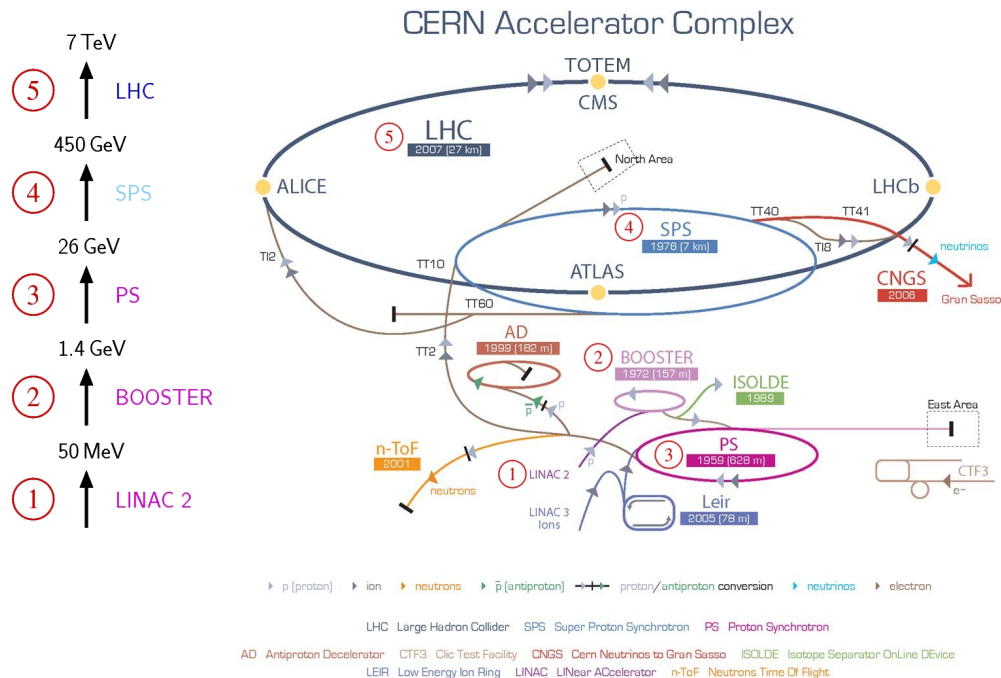 CERN Accelerator Complex
7 TeV
5 LHC
450 GeV
4 SPS
26 GeV
3 PS
1.4 GeV
2 BOOSTER
50 MeV
1 LINAC 2
TOTEM
CMS
5 LHC
2007 (27 km)
North Area
ALICE
LHCb
p
TT40
TT41
4 SPS
1976 (7 km)
TI8
TI2
TT10
ATLAS
neutrinos
CNGS
2006
Gran Sasso
TT60
AD
1999 (182 m)
TT2
2 BOOSTER
1972 (157 m)
ISOLDE
1989
p̅
p
East Area
n-ToF
2001
neutrons
1 LINAC 2
p
3 PS
1959 (628 m)
CTF3
e–
LINAC 3
Ions
Leir
2005 (78 m)
p (proton) ion neutrons p̅ (antiproton) proton/antiproton conversion neutrinos electron
LHC Large Hadron Collider SPS Super Proton Synchrotron PS Proton Synchrotron
AD Antiproton Decelerator CTF3 Clic Test Facility CNGS Cern Neutrinos to Gran Sasso ISOLDE Isotope Separator OnLine DEvice
LEIR Low Energy Ion Ring LINAC LINear ACcelerator n-ToF Neutrons Time Of Flight